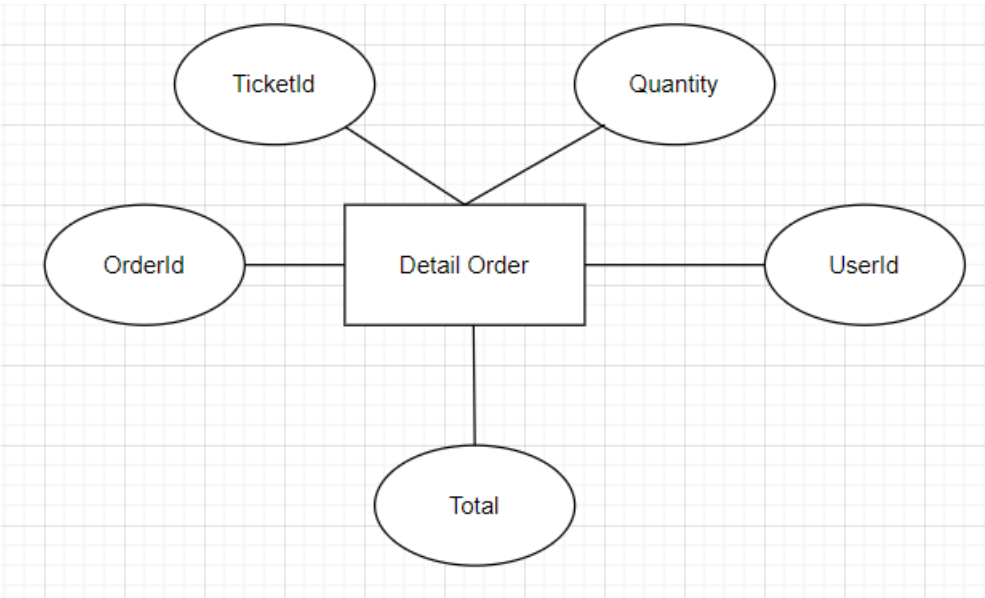 TicketId
Quantity
OrderId
Detail Order
UserId
Total